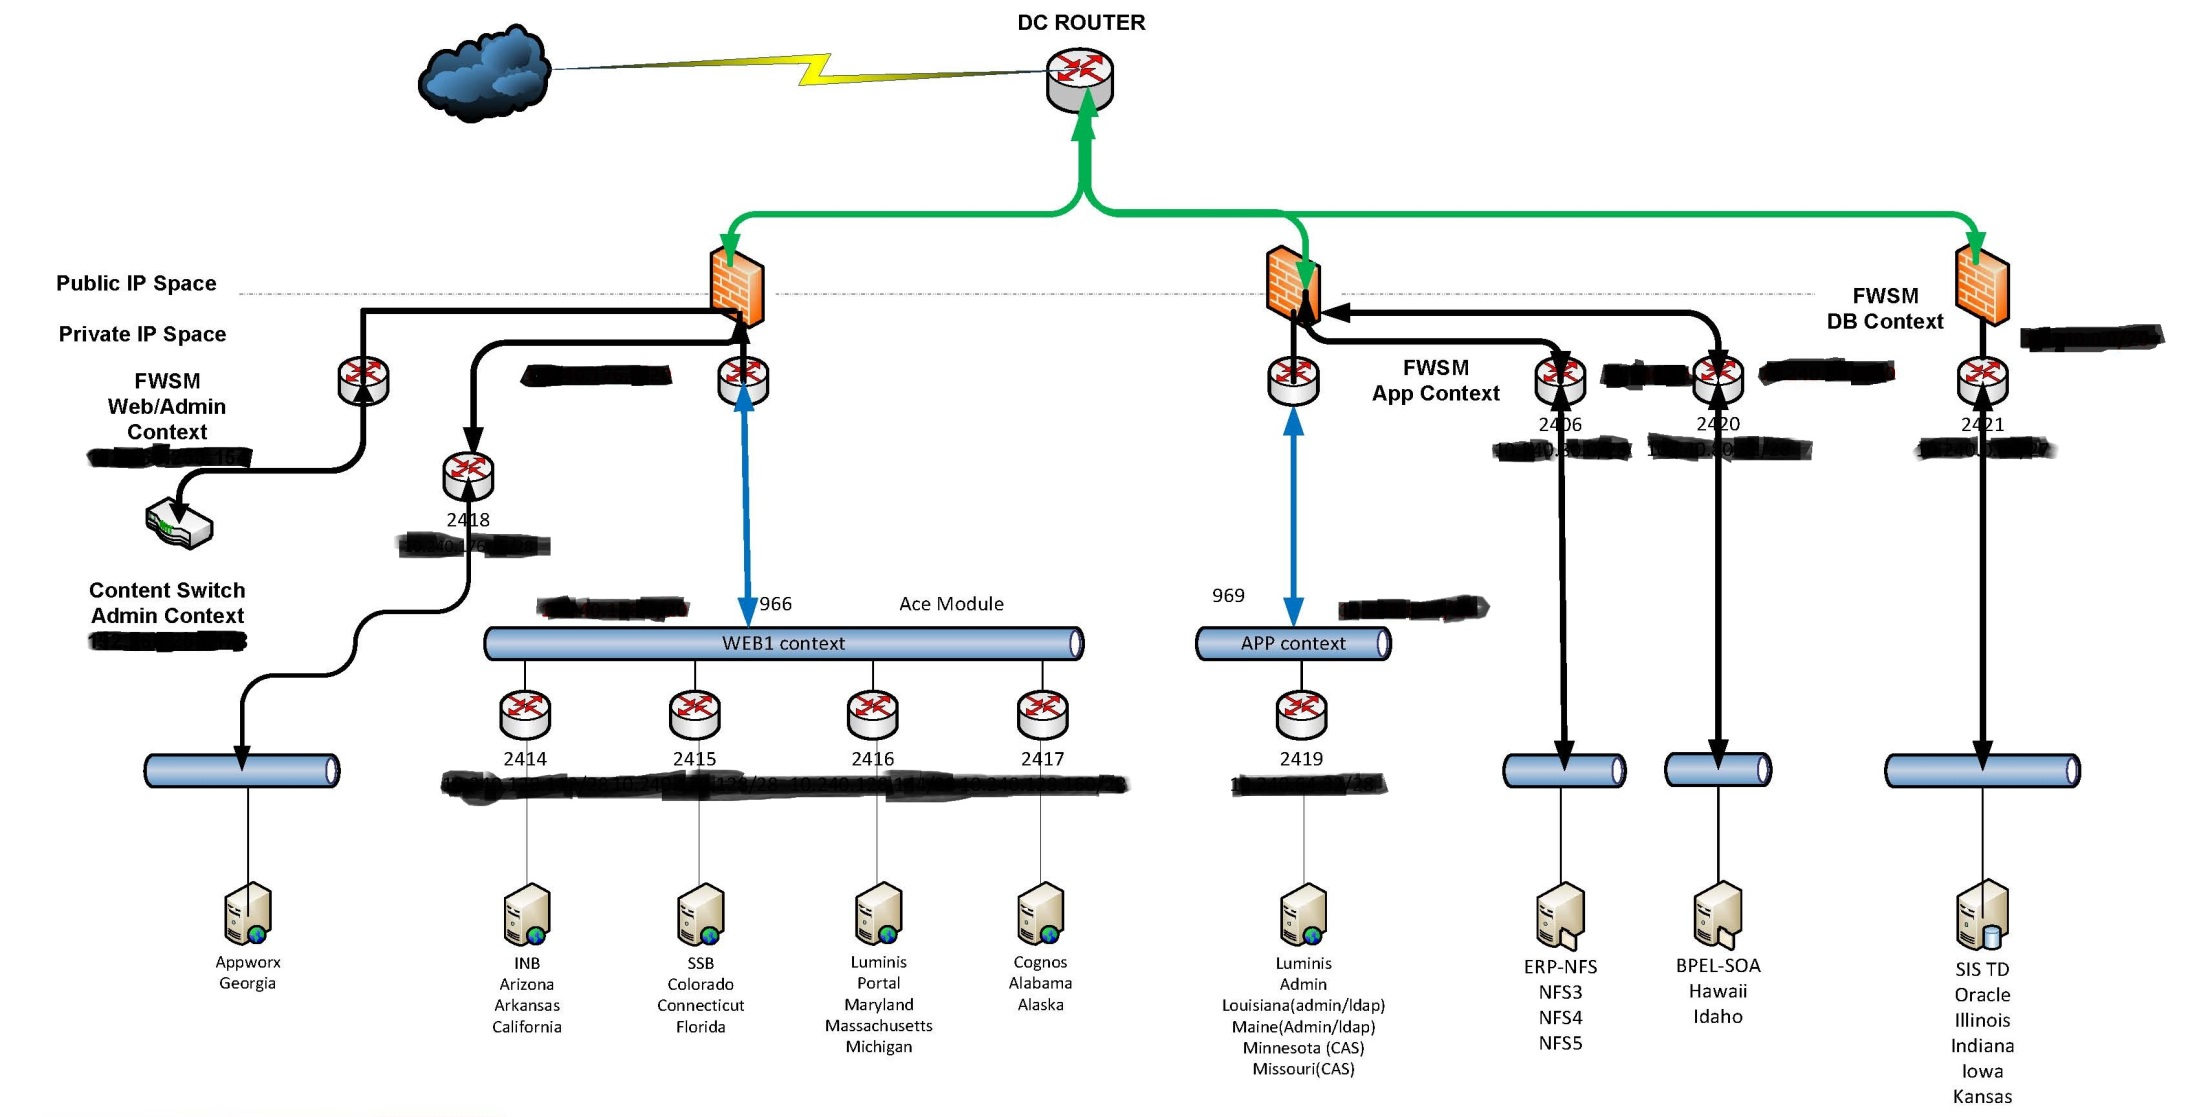 DC ROUTER
Public IP Space
Private IP Space
FWSM
Web/Admin
Context
FWSM
App Context
FWSM
DB Context
2406
2420
2421
2418
Content Switch
Admin Context
966
Ace Module
969
WEB1 context
APP context
2414
2415
2416
2417
2419
Appworx
Georgia
INB
Arizona
Arkansas
California
SSB
Colorado
Connecticut
Florida
Luminis
Portal
Maryland
Massachusetts
Michigan
Cognos
Alabama
Alaska
Luminis
Admin
Louisiana(admin/ldap)
Maine(Admin/ldap)
Minnesota (CAS)
Missouri(CAS)
ERP-NFS
NFS3
NFS4
NFS5
BPEL-SOA
Hawaii
Idaho
SIS TD
Oracle
Illinois
Indiana
Iowa
Kansas